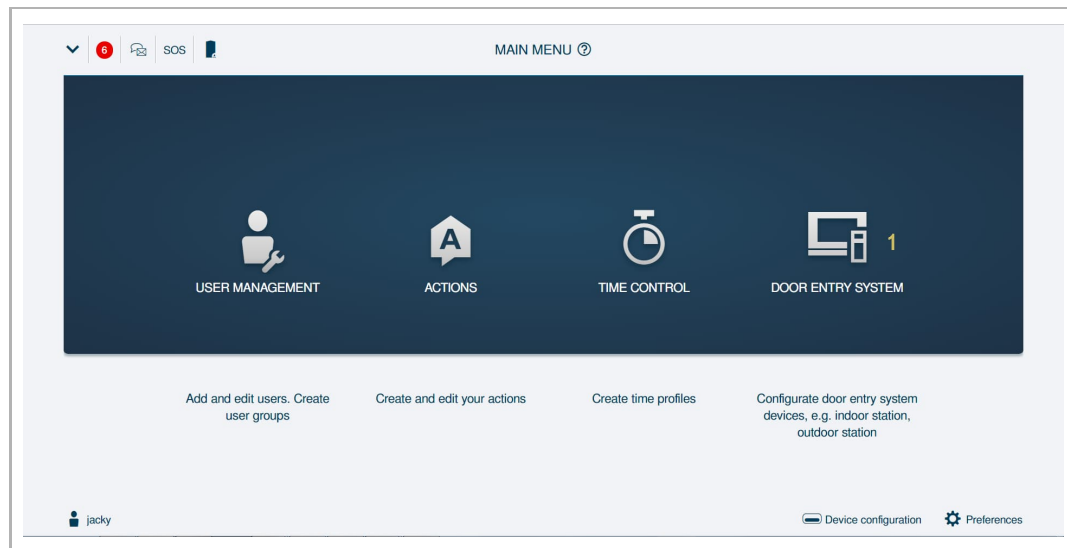 6
SOS
MAIN MENU ?
A
1
USER MANAGEMENT
ACTIONS
TIME CONTROL
DOOR ENTRY SYSTEM
Add and edit users. Create
user groups
Create and edit your actions
Create time profiles
Configurate door entry system
devices, e.g. indoor station,
outdoor station
jacky
Device configuration
Preferences